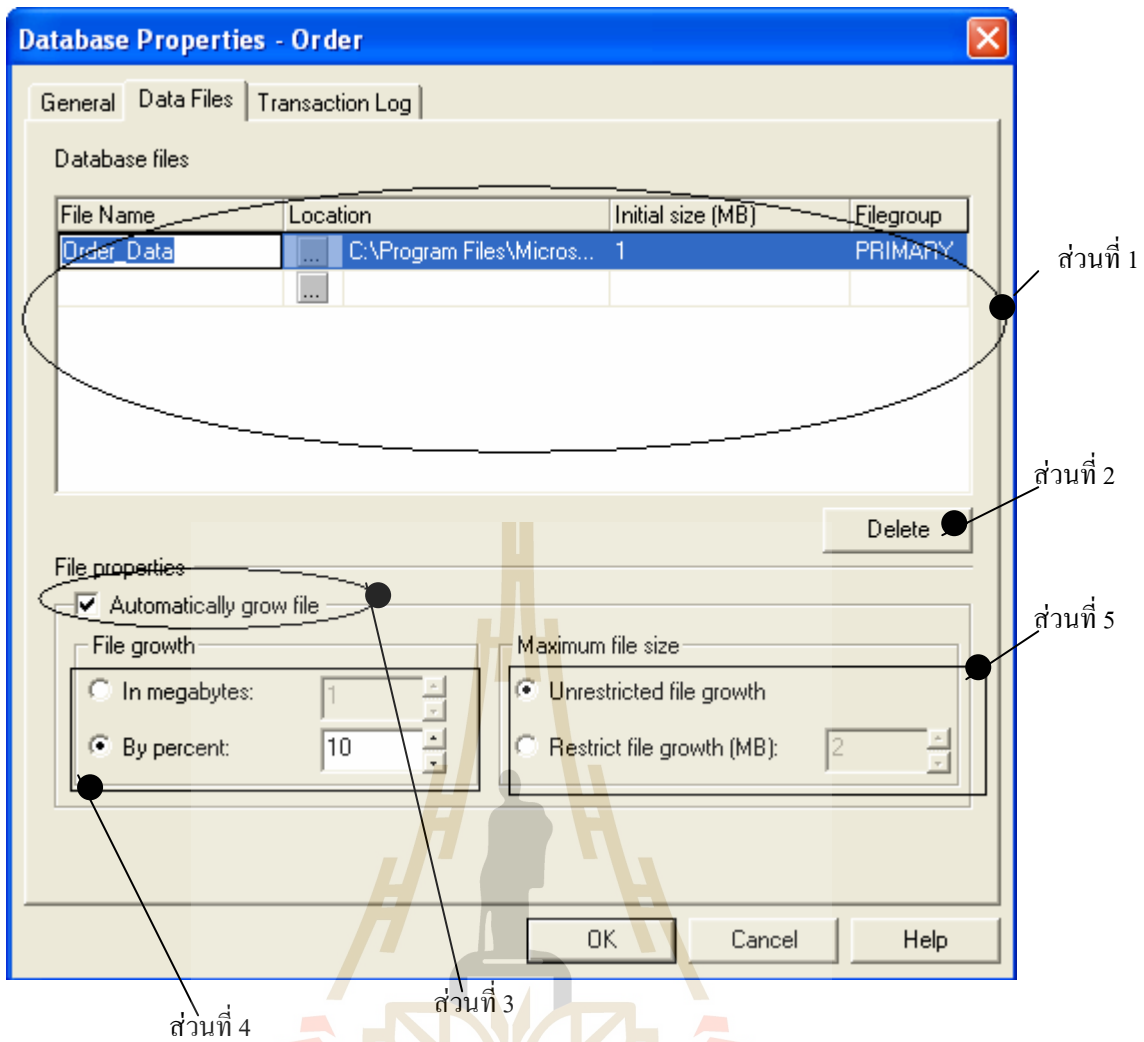 Database Properties - Order
General Data Files Transaction Log
Database files
File Name Location Initial size (MB) Filegroup
Order_Data ... C:\Program Files\Micros... 1 PRIMARY
...
ส่วนที่ 1
ส่วนที่ 2
Delete
File properties
Automatically grow file
ส่วนที่ 5
File growth Maximum file size
In megabytes: 1 Unrestricted file growth
By percent: 10 Restrict file growth (MB): 2
OK Cancel Help
ส่วนที่ 3
ส่วนที่ 4